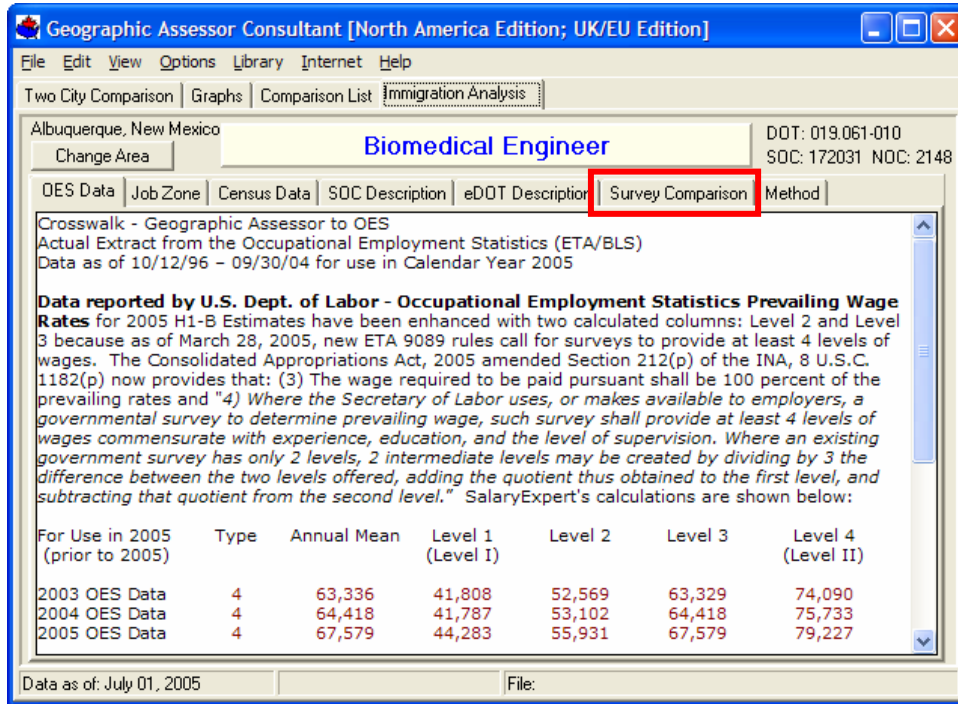 Geographic Assessor Consultant [North America Edition; UK/EU Edition]
File Edit View Options Library Internet Help
Two City Comparison Graphs Comparison List Immigration Analysis
Albuquerque, New Mexico
Change Area
Biomedical Engineer
DOT: 019.061-010
SOC: 172031 NOC: 2148
OES Data Job Zone Census Data SOC Description eDOT Description Survey Comparison Method
Crosswalk - Geographic Assessor to OES
Actual Extract from the Occupational Employment Statistics (ETA/BLS)
Data as of 10/12/96 – 09/30/04 for use in Calendar Year 2005
Data reported by U.S. Dept. of Labor - Occupational Employment Statistics Prevailing Wage
Rates for 2005 H1-B Estimates have been enhanced with two calculated columns: Level 2 and Level
3 because as of March 28, 2005, new ETA 9089 rules call for surveys to provide at least 4 levels of
wages. The Consolidated Appropriations Act, 2005 amended Section 212(p) of the INA, 8 U.S.C.
1182(p) now provides that: (3) The wage required to be paid pursuant shall be 100 percent of the
prevailing rates and "4) Where the Secretary of Labor uses, or makes available to employers, a
governmental survey to determine prevailing wage, such survey shall provide at least 4 levels of
wages commensurate with experience, education, and the level of supervision. Where an existing
government survey has only 2 levels, 2 intermediate levels may be created by dividing by 3 the
difference between the two levels offered, adding the quotient thus obtained to the first level, and
subtracting that quotient from the second level." SalaryExpert's calculations are shown below:
For Use in 2005 Type Annual Mean Level 1 Level 2 Level 3 Level 4
(prior to 2005) (Level I) (Level II)
2003 OES Data 4 63,336 41,808 52,569 63,329 74,090
2004 OES Data 4 64,418 41,787 53,102 64,418 75,733
2005 OES Data 4 67,579 44,283 55,931 67,579 79,227
Data as of: July 01, 2005 File: